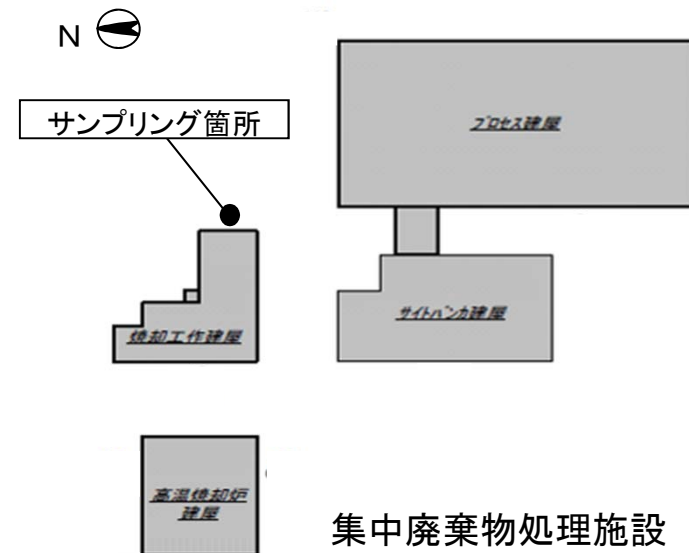 N
サンプリング箇所
プロセス建屋
サイトバンカ建屋
焼却工作建屋
高温焼却炉
建屋
集中廃棄物処理施設